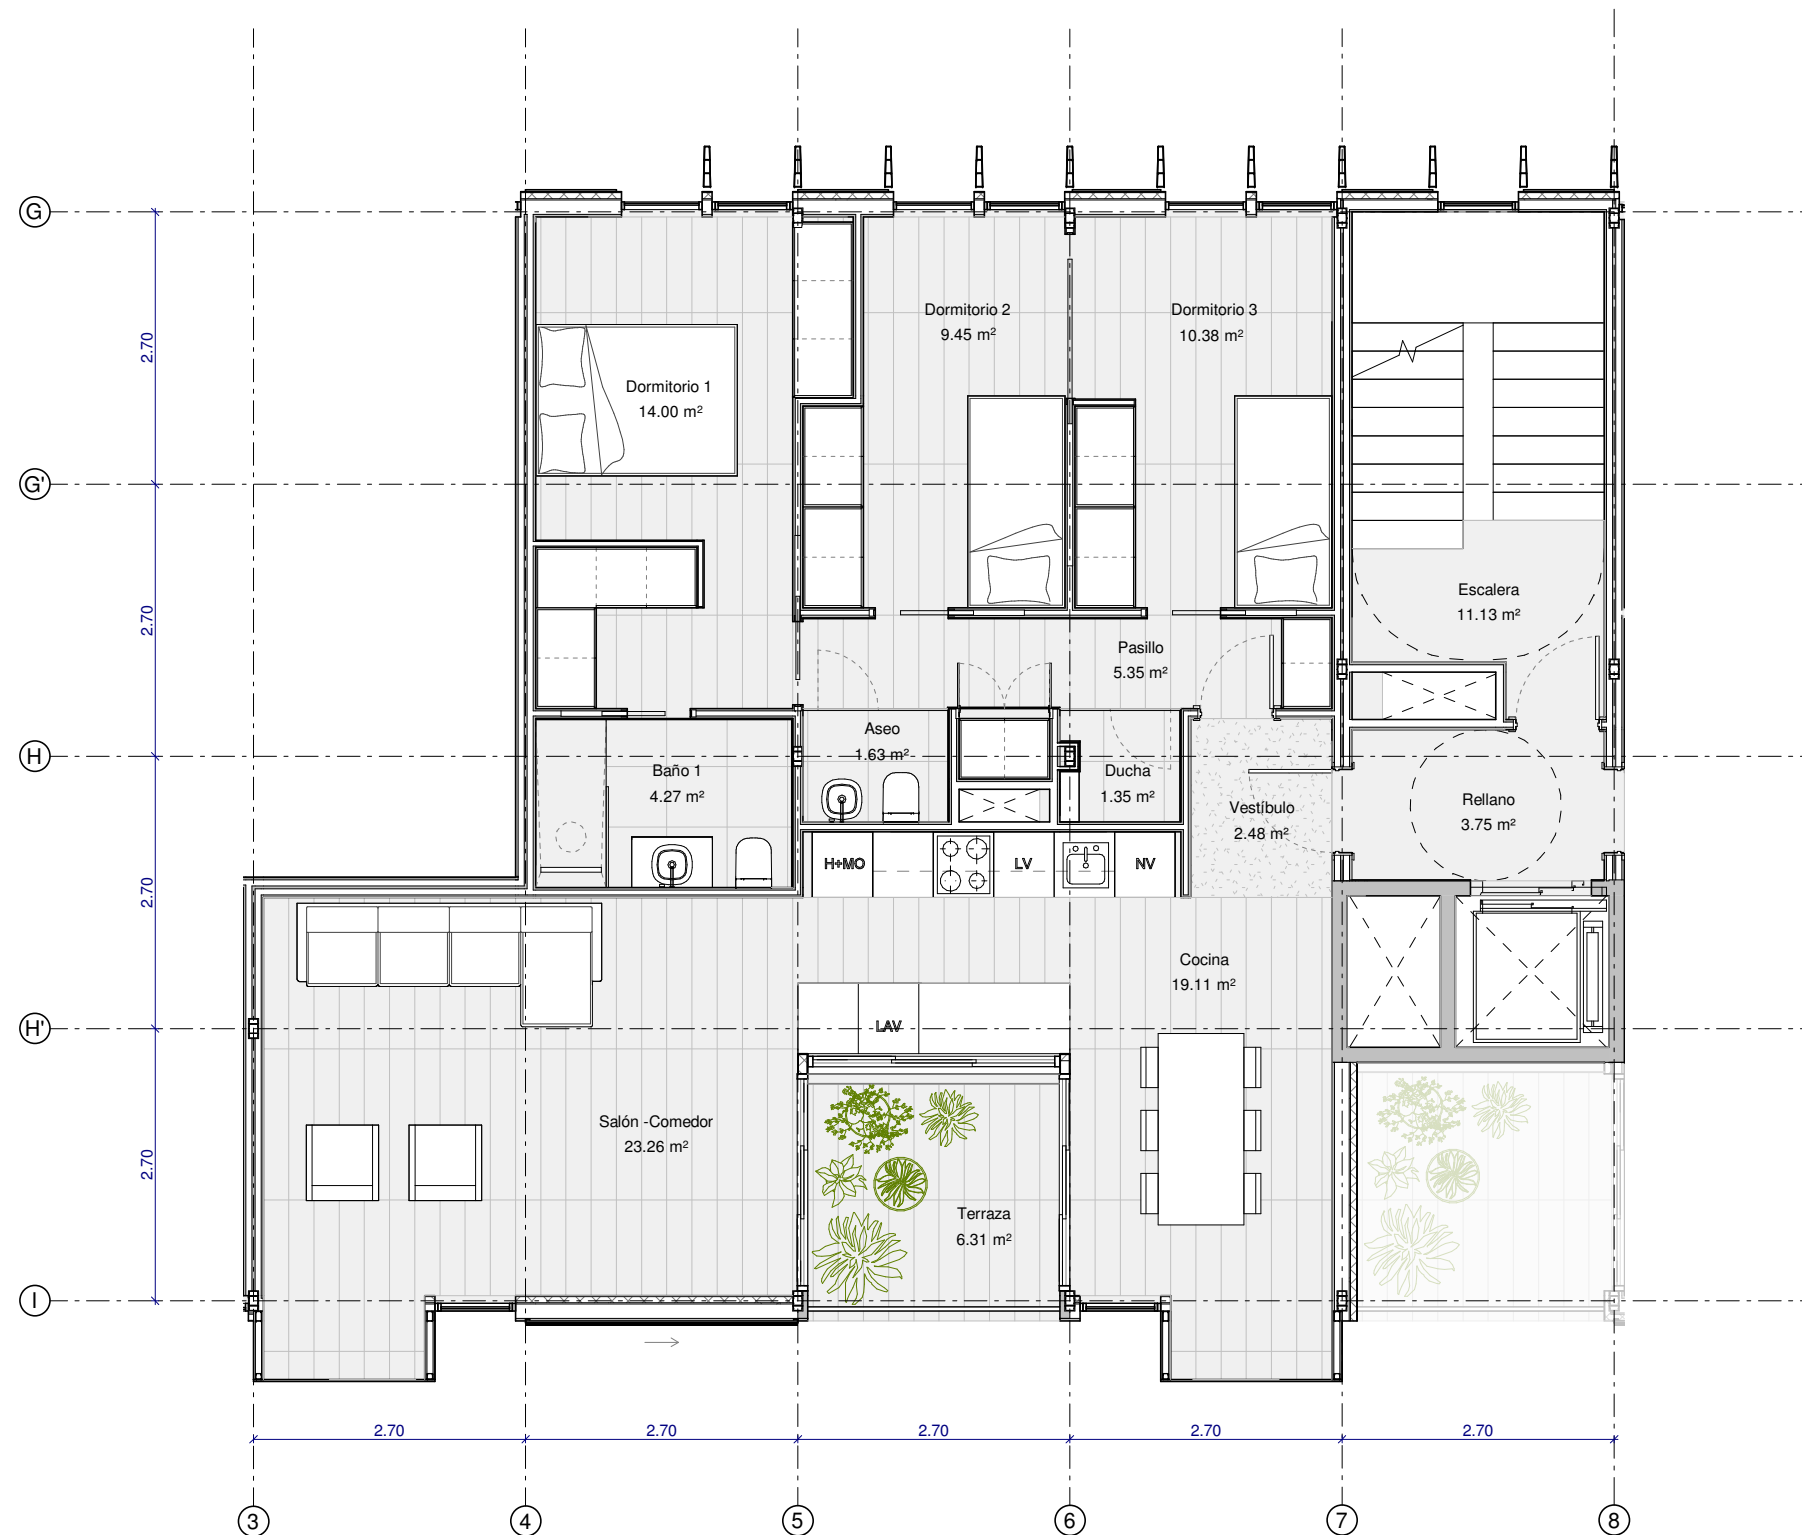 G
2.70
Dormitorio 2
9.45 m²
Dormitorio 3
10.38 m²
Dormitorio 1
14.00 m²
G'
2.70
Escalera
11.13 m²
Pasillo
5.35 m²
Aseo
1.63 m²
H
Baño 1
4.27 m²
Ducha
1.35 m²
Vestíbulo
2.48 m²
Rellano
3.75 m²
H+MO
LV
NV
2.70
Cocina
19.11 m²
H'
LAV
2.70
Salón -Comedor
23.26 m²
Terraza
6.31 m²
I
2.70
2.70
2.70
2.70
2.70
3
4
5
6
7
8